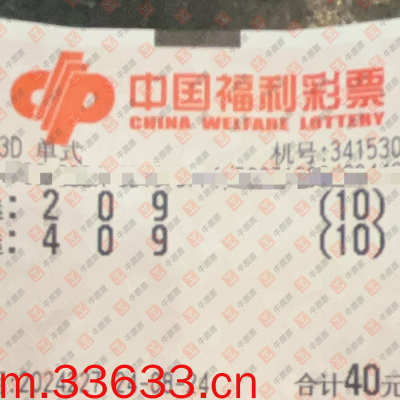 中国福利彩票
CHINA WELFARE LOTTERY
3D 单式 机号:341530
: 2 0 9 (10)
: 4 0 9 (10)
m.33633.cn
合计40元